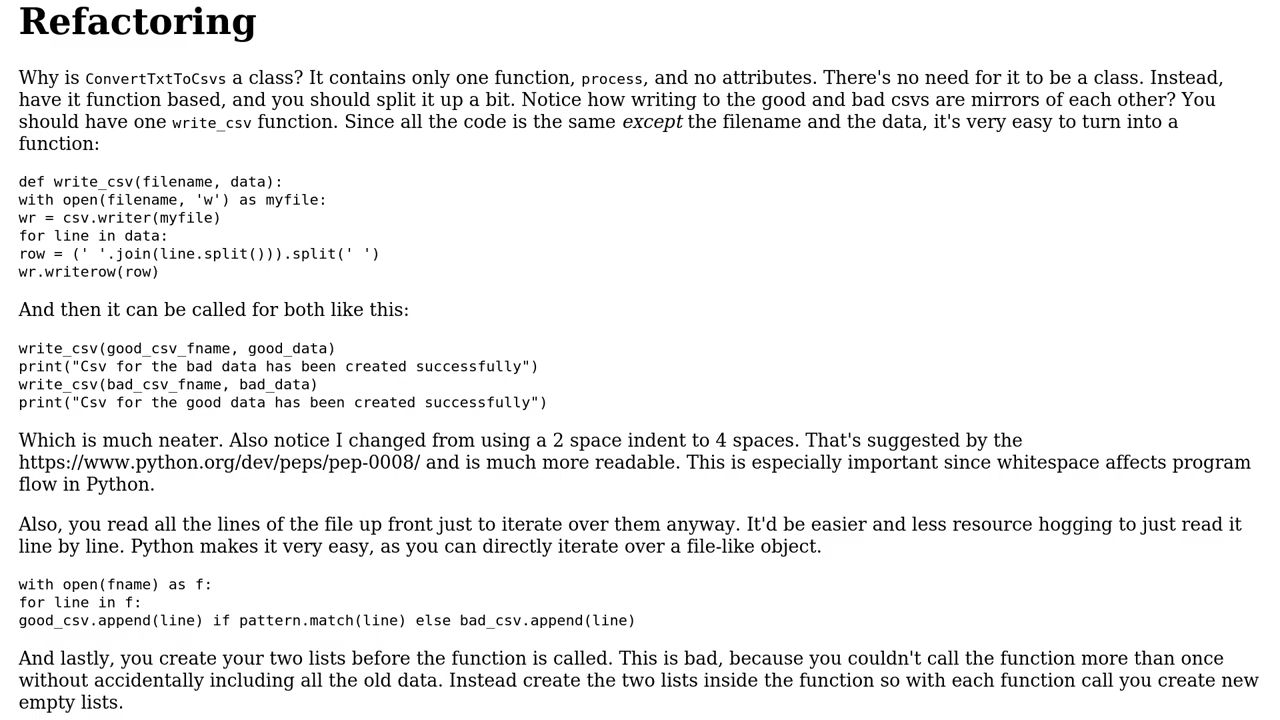 Refactoring
Why is ConvertTxtToCsvs a class? It contains only one function, process, and no attributes. There's no need for it to be a class. Instead,
have it function based, and you should split it up a bit. Notice how writing to the good and bad csvs are mirrors of each other? You
should have one write_csv function. Since all the code is the same except the filename and the data, it's very easy to turn into a
function:
def write_csv(filename, data):
with open(filename, 'w') as myfile:
wr = csv.writer(myfile)
for line in data:
row = (' '.join(line.split())).split(' ')
wr.writerow(row)
And then it can be called for both like this:
write_csv(good_csv_fname, good_data)
print("Csv for the bad data has been created successfully")
write_csv(bad_csv_fname, bad_data)
print("Csv for the good data has been created successfully")
Which is much neater. Also notice I changed from using a 2 space indent to 4 spaces. That's suggested by the
https://www.python.org/dev/peps/pep-0008/ and is much more readable. This is especially important since whitespace affects program
flow in Python.
Also, you read all the lines of the file up front just to iterate over them anyway. It'd be easier and less resource hogging to just read it
line by line. Python makes it very easy, as you can directly iterate over a file-like object.
with open(fname) as f:
for line in f:
good_csv.append(line) if pattern.match(line) else bad_csv.append(line)
And lastly, you create your two lists before the function is called. This is bad, because you couldn't call the function more than once
without accidentally including all the old data. Instead create the two lists inside the function so with each function call you create new
empty lists.